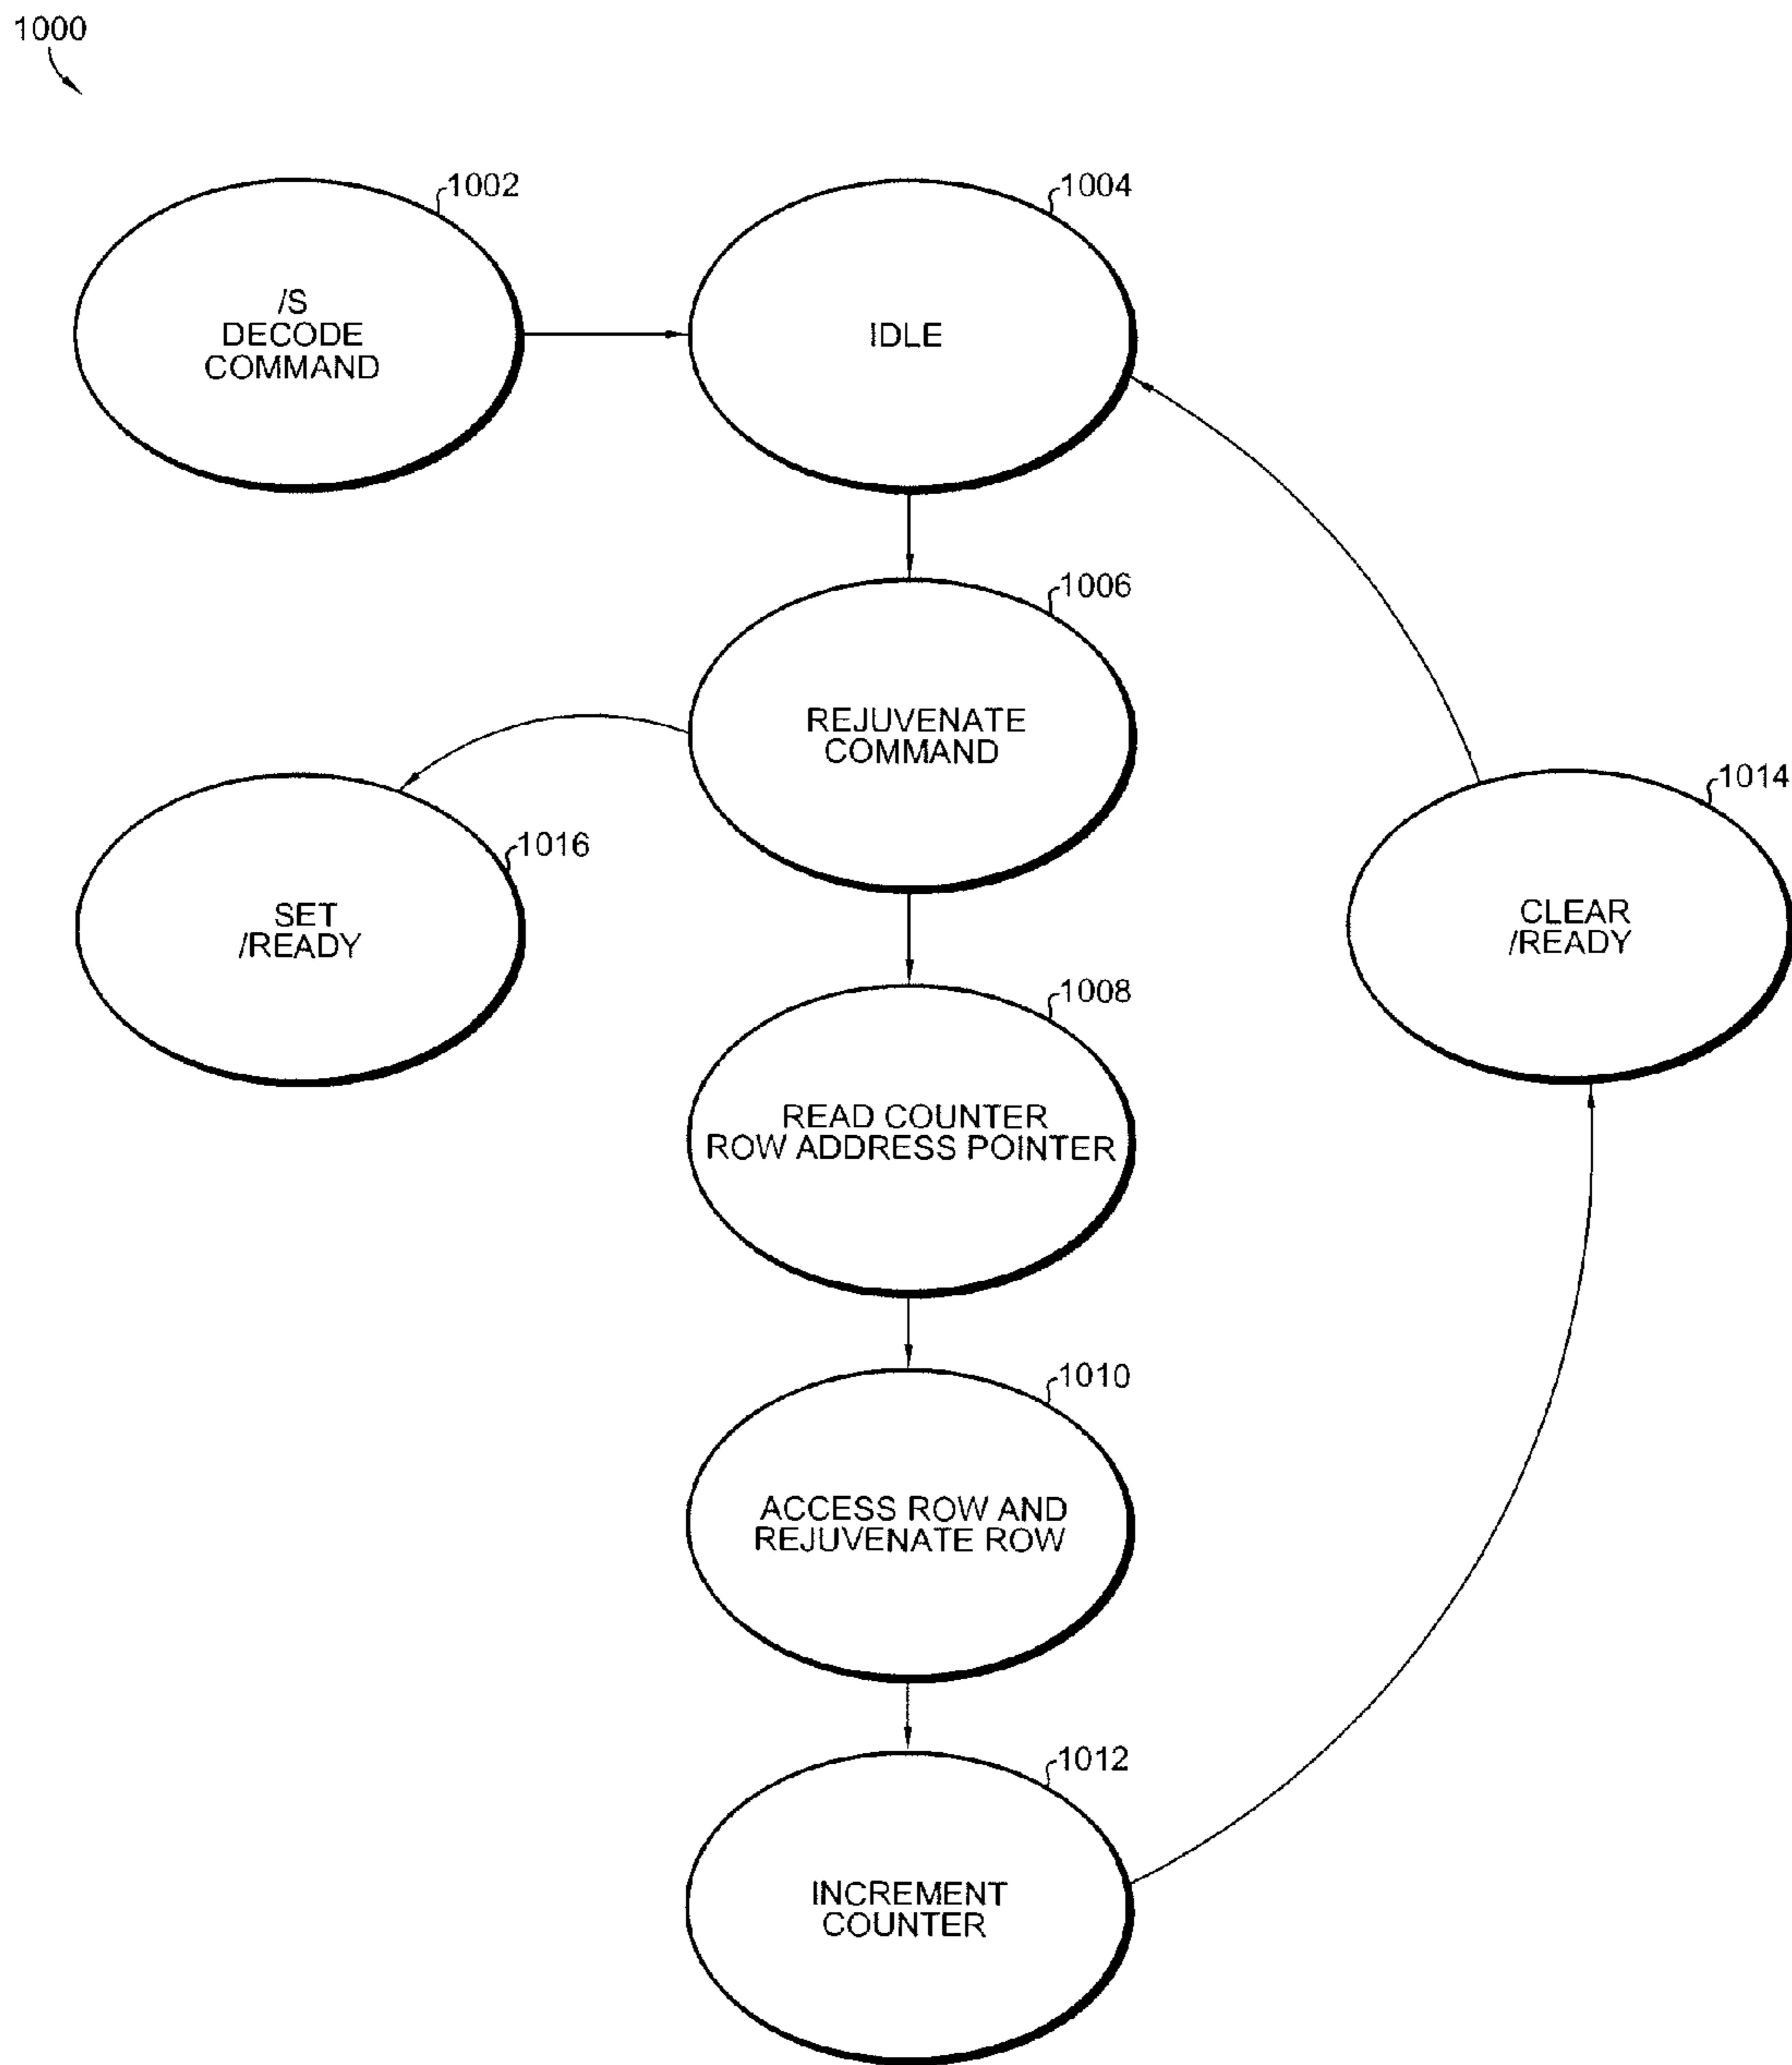 1000
1002
/S
DECODE
COMMAND
1004
IDLE
1006
REJUVENATE
COMMAND
1016
SET
/READY
1014
CLEAR
/READY
1008
READ COUNTER
ROW ADDRESS POINTER
1010
ACCESS ROW AND
REJUVENATE ROW
1012
INCREMENT
COUNTER